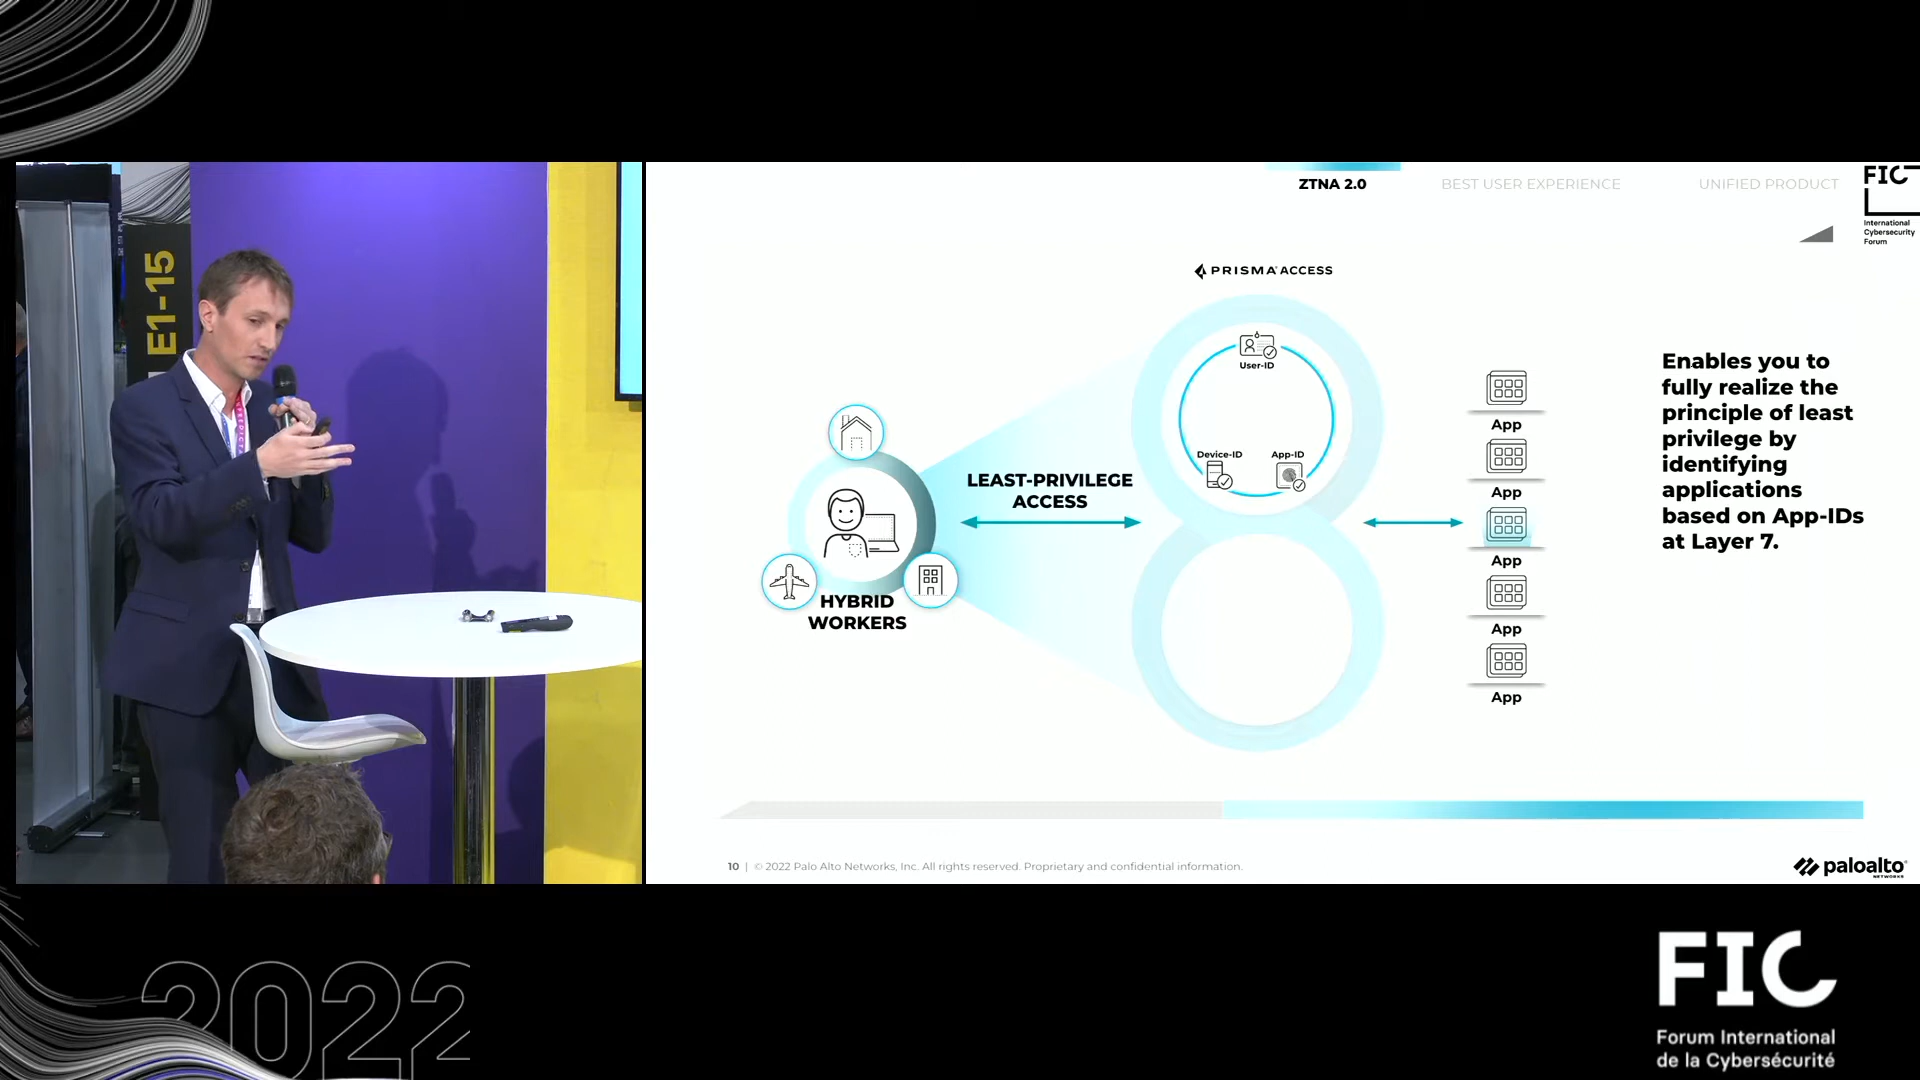 E1-15
ZTNA 2.0
BEST USER EXPERIENCE
UNIFIED PRODUCT
FIC
International
Cybersecurity
Forum
PRISMA ACCESS
User-ID
Device-ID
App-ID
LEAST-PRIVILEGE
ACCESS
HYBRID
WORKERS
App
App
App
App
App
Enables you to
fully realize the
principle of least
privilege by
identifying
applications
based on App-IDs
at Layer 7.
10 | © 2022 Palo Alto Networks, Inc. All rights reserved. Proprietary and confidential information.
paloalto
NETWORKS
2022
FIC
Forum International
de la Cybersécurité